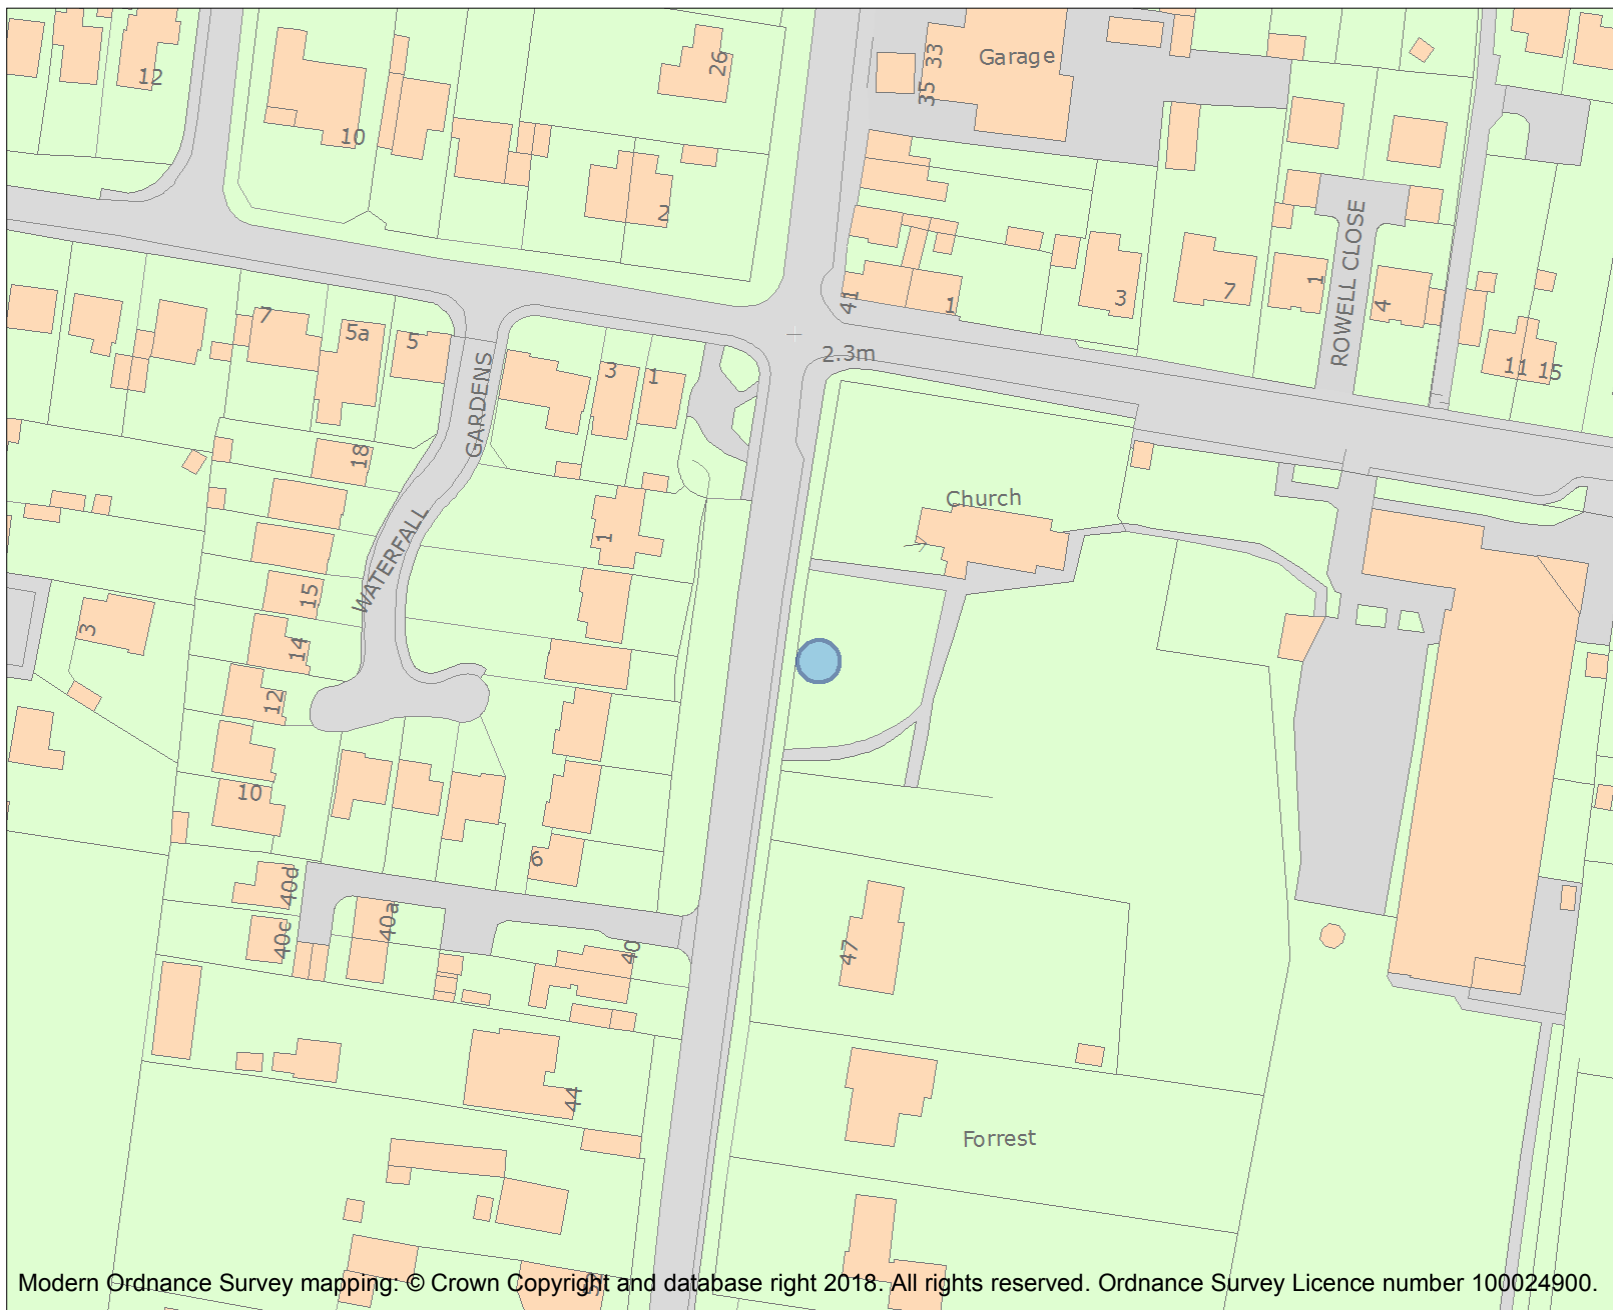 12
10
26
33
35
Garage
2
41
1
3
7
1
4
ROWELL CLOSE
11
15
2.3m
7
5a
5
3
1
GARDENS
WATERFALL
18
15
14
12
10
3
1
Church
6
40d
40c
40a
40
44
47
Forrest
Modern Ordnance Survey mapping: © Crown Copyright and database right 2018. All rights reserved. Ordnance Survey Licence number 100024900.